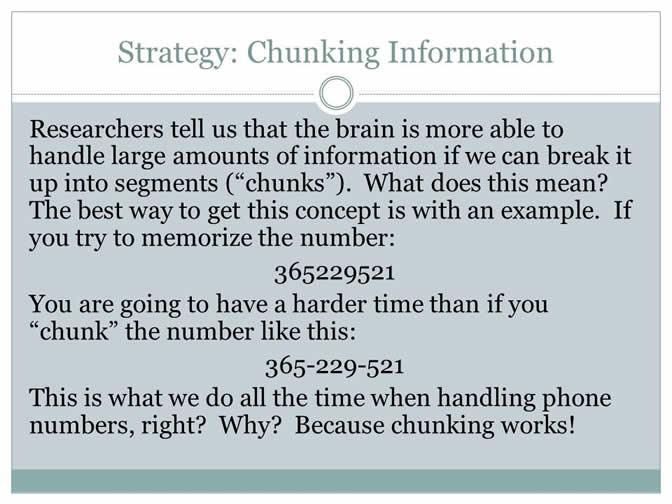 Strategy: Chunking Information
Researchers tell us that the brain is more able to
handle large amounts of information if we can break it
up into segments (“chunks”).  What does this mean?
The best way to get this concept is with an example.  If
you try to memorize the number:
365229521
You are going to have a harder time than if you
“chunk” the number like this:
365-229-521
This is what we do all the time when handling phone
numbers, right?  Why?  Because chunking works!